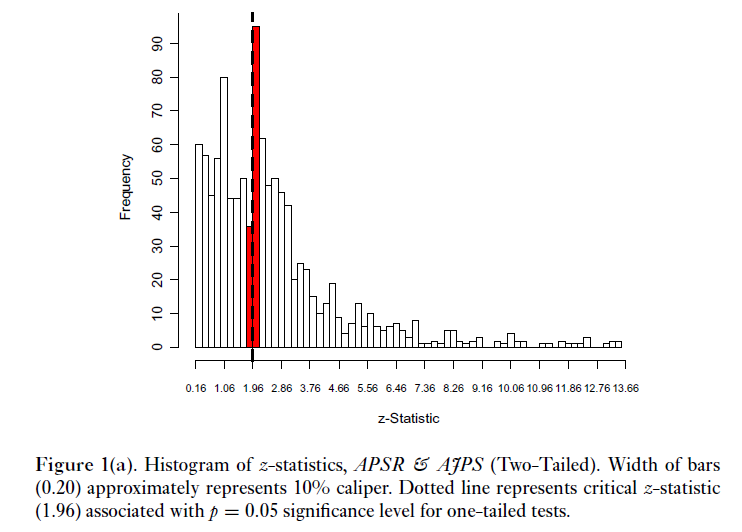 90
80
70
60
50
40
30
20
10
0
Frequency
0.16 1.06 1.96 2.86 3.76 4.66 5.56 6.46 7.36 8.26 9.16 10.06 10.96 11.86 12.76 13.66
z-Statistic
Figure 1(a). Histogram of z-statistics, APSR & AJPS (Two-Tailed). Width of bars
(0.20) approximately represents 10% caliper. Dotted line represents critical z-statistic
(1.96) associated with p = 0.05 significance level for one-tailed tests.